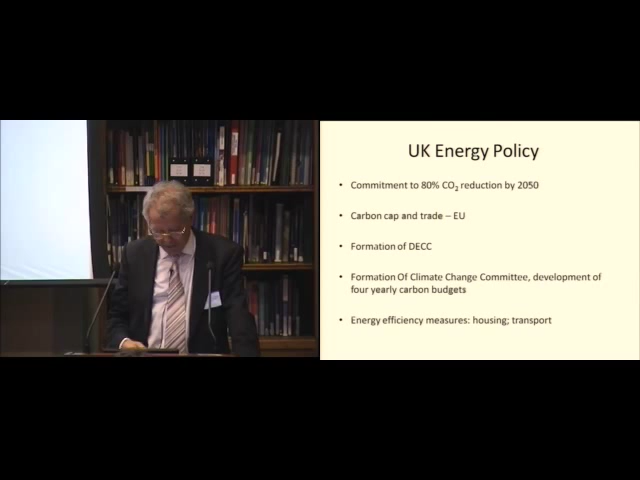 UK Energy Policy
• Commitment to 80% CO₂ reduction by 2050
• Carbon cap and trade – EU
• Formation of DECC
• Formation Of Climate Change Committee, development of
four yearly carbon budgets
• Energy efficiency measures: housing; transport